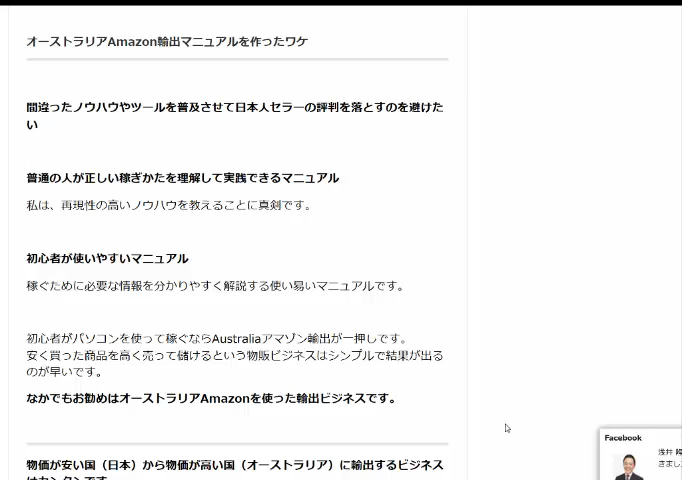 オーストラリアAmazon輸出マニュアルを作ったワケ
間違ったノウハウやツールを普及させて日本人セラーの評判を落とすのを避けた
い
普通の人が正しい稼ぎかたを理解して実践できるマニュアル
私は、再現性の高いノウハウを教えることに真剣です。
初心者が使いやすいマニュアル
稼ぐために必要な情報を分かりやすく解説する使い易いマニュアルです。
初心者がパソコンを使って稼ぐならAustraliaアマゾン輸出が一押しです。
安く買った商品を高く売って儲けるという物販ビジネスはシンプルで結果が出る
のが早いです。
なかでもお勧めはオーストラリアAmazonを使った輸出ビジネスです。
物価が安い国（日本）から物価が高い国（オーストラリア）に輸出するビジネス
はカンタンです
Facebook
浅井
きまし